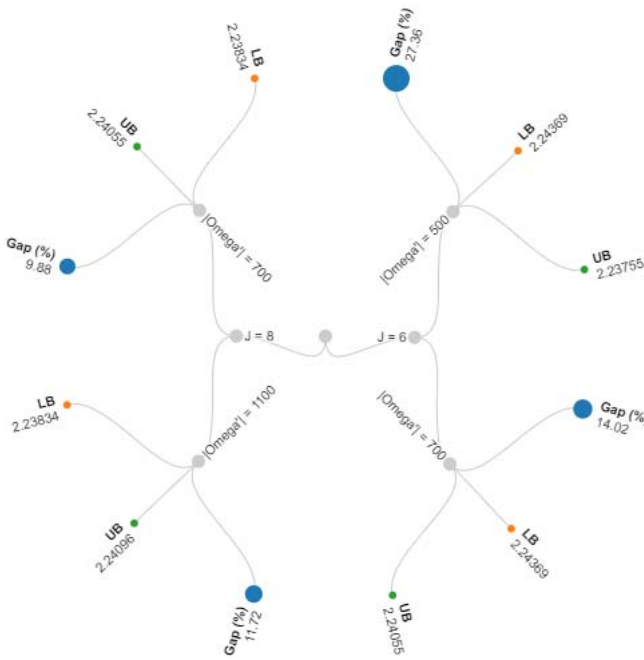 LB
2.23834
UB
2.24055
Gap (%)
9.88
|Omega'| = 700
Gap (%)
27.36
LB
2.24369
UB
2.23755
|Omega'| = 500
J = 8
J = 6
LB
2.23834
UB
2.24096
Gap (%)
11.72
|Omega'| = 1100
Gap (%)
14.02
LB
2.24369
UB
2.24055
|Omega'| = 700